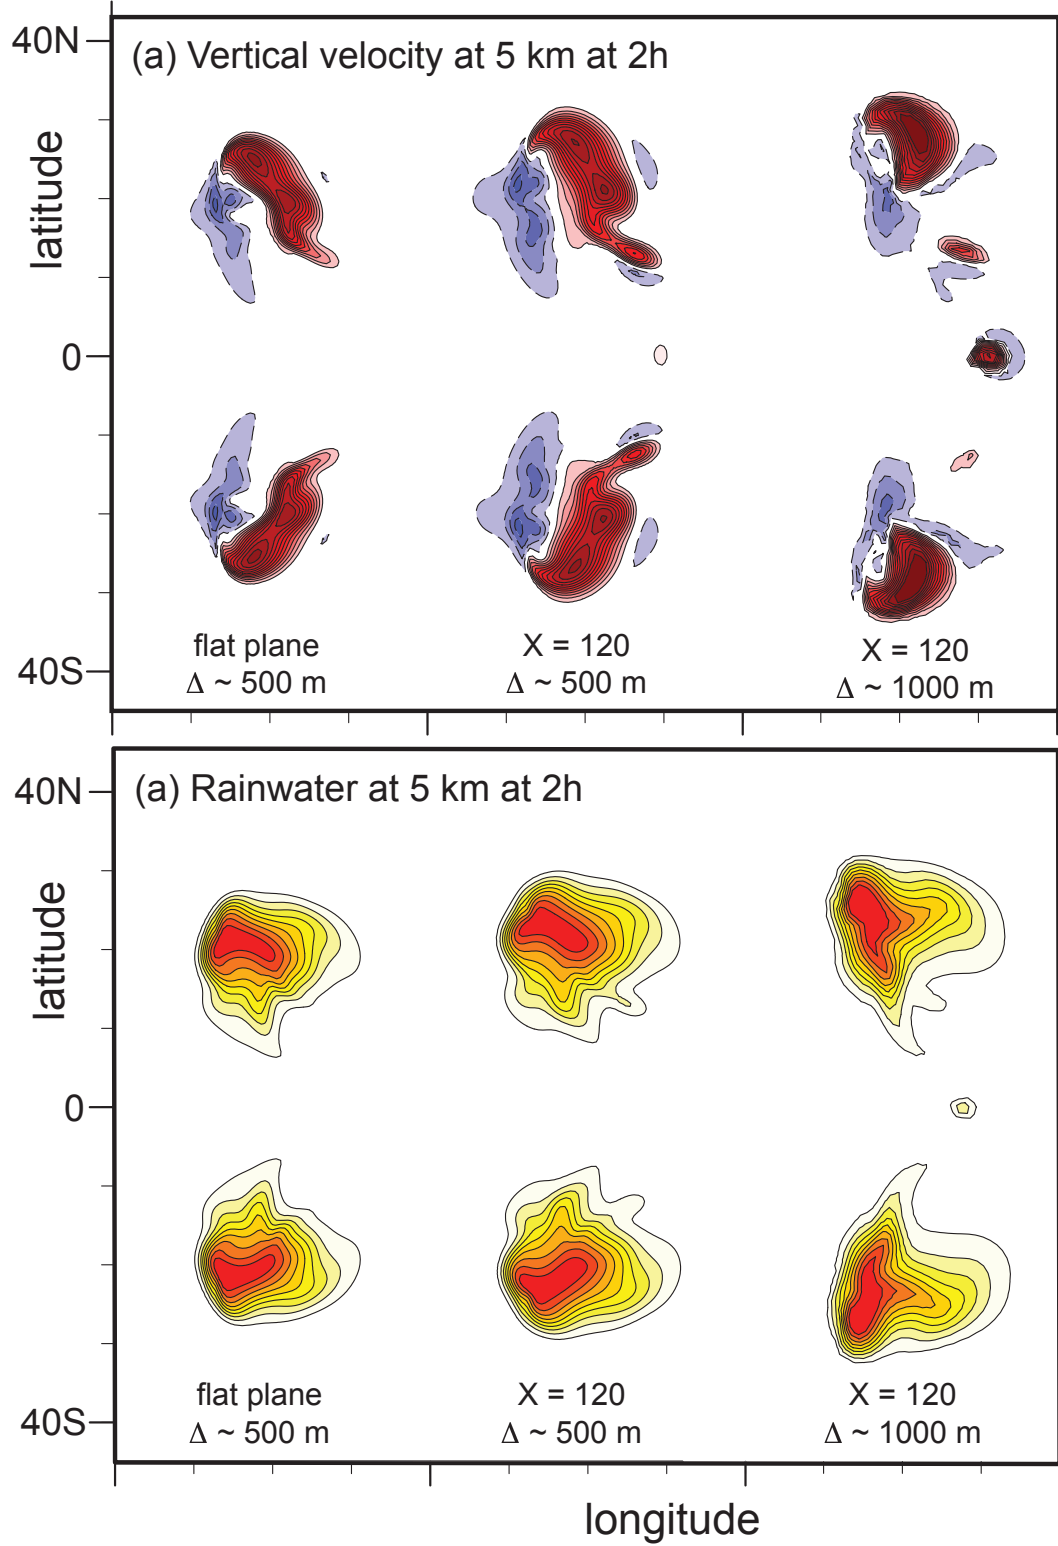 (a) Vertical velocity at 5 km at 2h
40N
latitude
0
40S
flat plane
Δ ~ 500 m
X = 120
Δ ~ 500 m
X = 120
Δ ~ 1000 m
(a) Rainwater at 5 km at 2h
40N
latitude
0
40S
flat plane
Δ ~ 500 m
X = 120
Δ ~ 500 m
X = 120
Δ ~ 1000 m
longitude